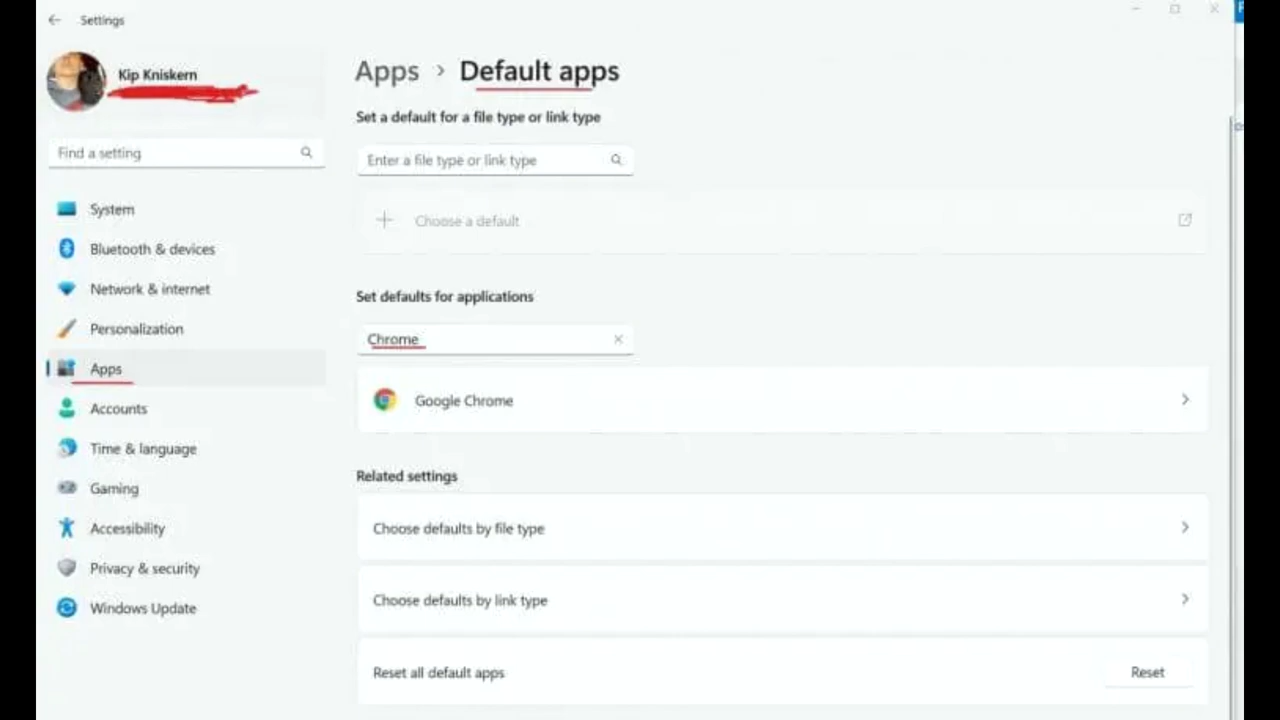 Settings
Kip Kniskern
Find a setting
System
Bluetooth & devices
Network & internet
Personalization
Apps
Accounts
Time & language
Gaming
Accessibility
Privacy & security
Windows Update
Apps > Default apps
Set a default for a file type or link type
Enter a file type or link type
Choose a default
Set defaults for applications
Chrome
Google Chrome
Related settings
Choose defaults by file type
Choose defaults by link type
Reset all default apps
Reset